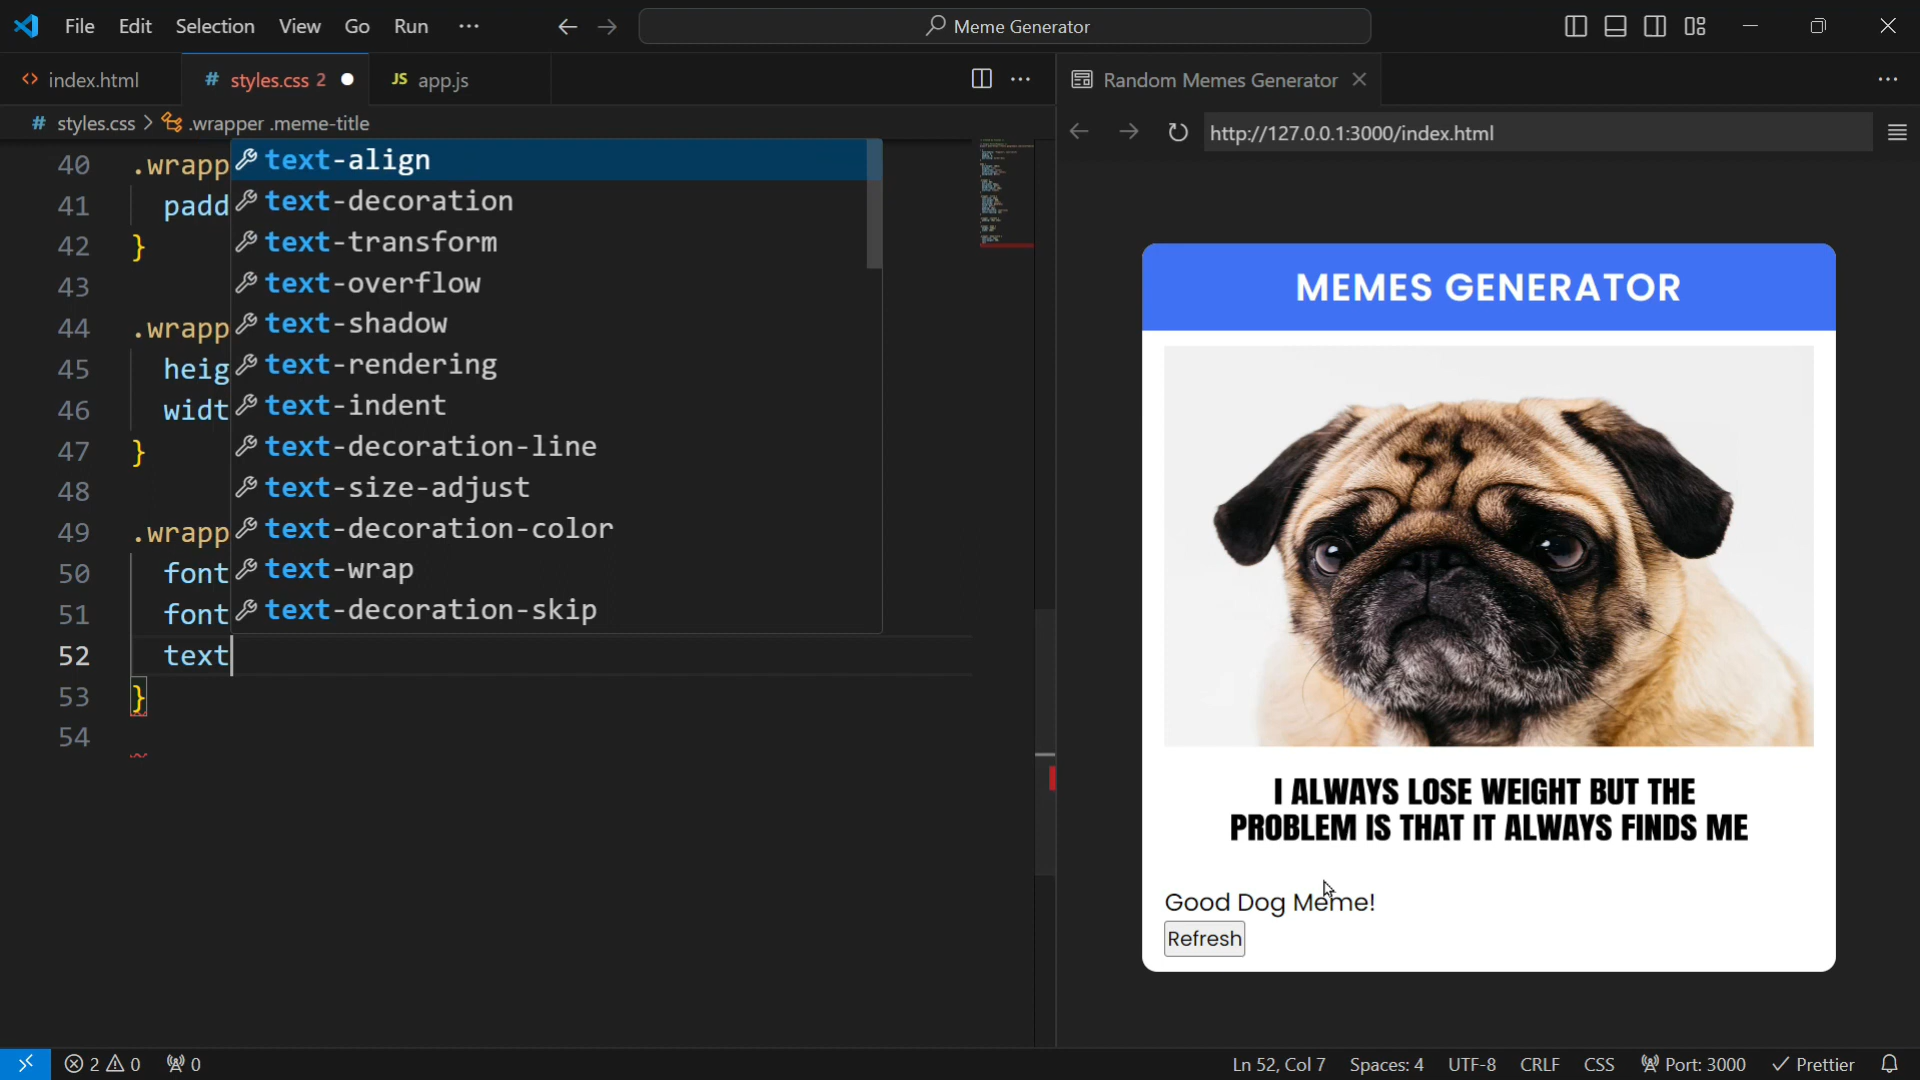 File Edit Selection View Go Run ··· Meme Generator
index.html # styles.css 2 JS app.js
# styles.css > .wrapper .meme-title
Random Memes Generator
http://127.0.0.1:3000/index.html
40 .wrapp
41 padd
42 }
43
44 .wrapp
45 heig
46 widt
47 }
48
49 .wrapp
50 font
51 font
52 text
53 }
54
text-align
text-decoration
text-transform
text-overflow
text-shadow
text-rendering
text-indent
text-decoration-line
text-size-adjust
text-decoration-color
text-wrap
text-decoration-skip
MEMES GENERATOR
I ALWAYS LOSE WEIGHT BUT THE
PROBLEM IS THAT IT ALWAYS FINDS ME
Good Dog Meme!
Refresh
2 0 0 Ln 52, Col 7 Spaces: 4 UTF-8 CRLF CSS Port: 3000 Prettier